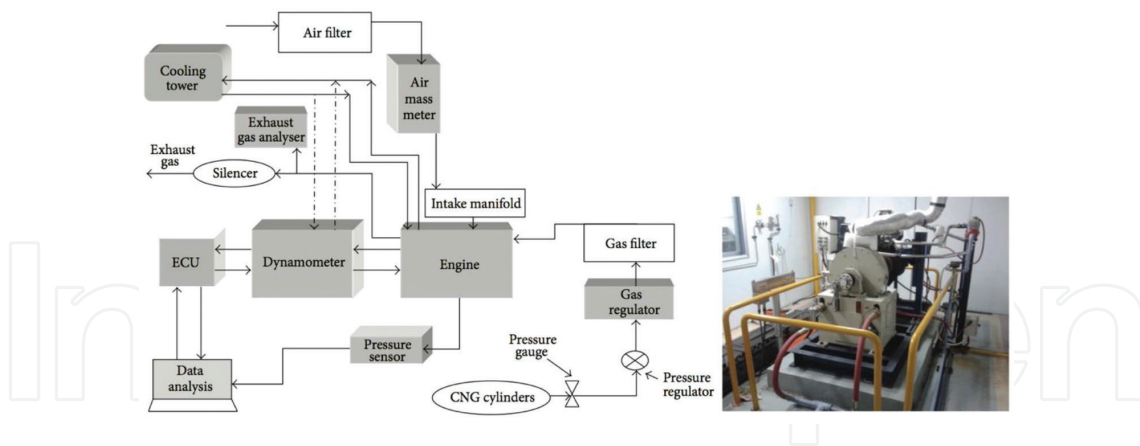 Air filter
Cooling
tower
Air
mass
meter
Exhaust
gas analyser
Exhaust
gas
Silencer
Intake manifold
ECU
Dynamometer
Engine
Gas filter
Gas
regulator
Pressure
sensor
Pressure
gauge
Data
analysis
CNG cylinders
Pressure
regulator